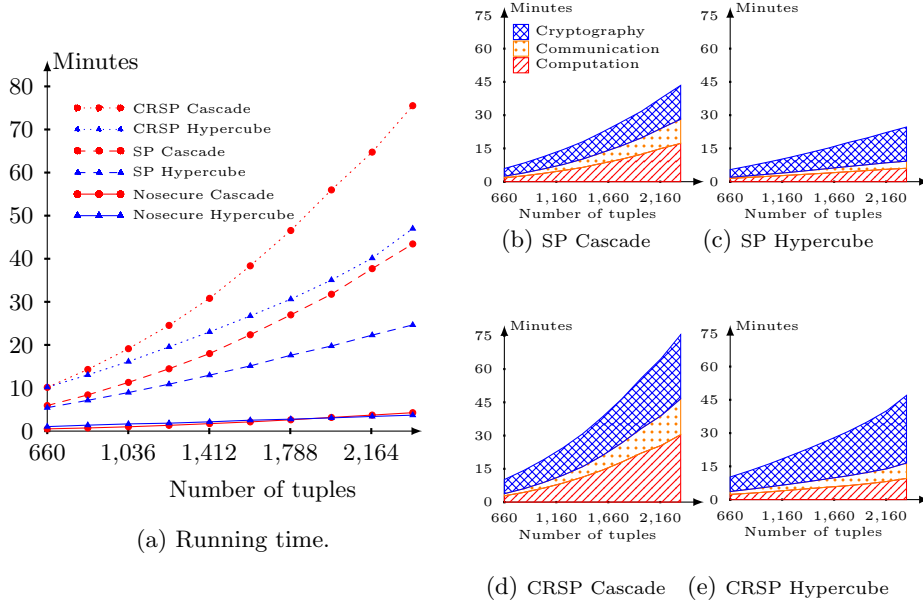 Minutes
80
70
60
50
40
30
20
10
0
CRSP Cascade
CRSP Hypercube
SP Cascade
SP Hypercube
Nosecure Cascade
Nosecure Hypercube
660 1,036 1,412 1,788 2,164
Number of tuples
(a) Running time.
Minutes
75
60
45
30
15
0
Cryptography
Communication
Computation
660 1,160 1,660 2,160
Number of tuples
(b) SP Cascade
Minutes
75
60
45
30
15
0
660 1,160 1,660 2,160
Number of tuples
(c) SP Hypercube
Minutes
75
60
45
30
15
0
660 1,160 1,660 2,160
Number of tuples
(d) CRSP Cascade
Minutes
75
60
45
30
15
0
660 1,160 1,660 2,160
Number of tuples
(e) CRSP Hypercube